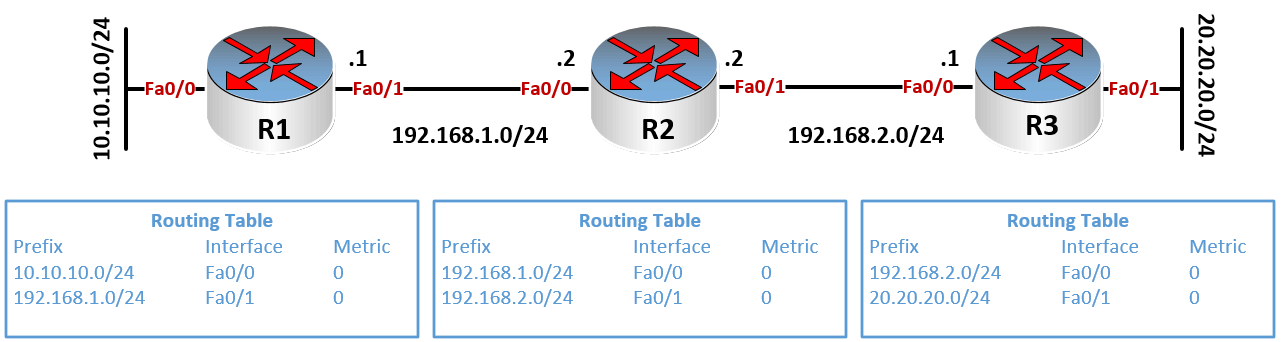 10.10.10.0/24
Fa0/0
R1
.1
Fa0/1
192.168.1.0/24
.2
Fa0/0
R2
.2
Fa0/1
192.168.2.0/24
.1
Fa0/0
R3
Fa0/1
20.20.20.0/24
Routing Table
Prefix Interface Metric
10.10.10.0/24 Fa0/0 0
192.168.1.0/24 Fa0/1 0
Routing Table
Prefix Interface Metric
192.168.1.0/24 Fa0/0 0
192.168.2.0/24 Fa0/1 0
Routing Table
Prefix Interface Metric
192.168.2.0/24 Fa0/0 0
20.20.20.0/24 Fa0/1 0